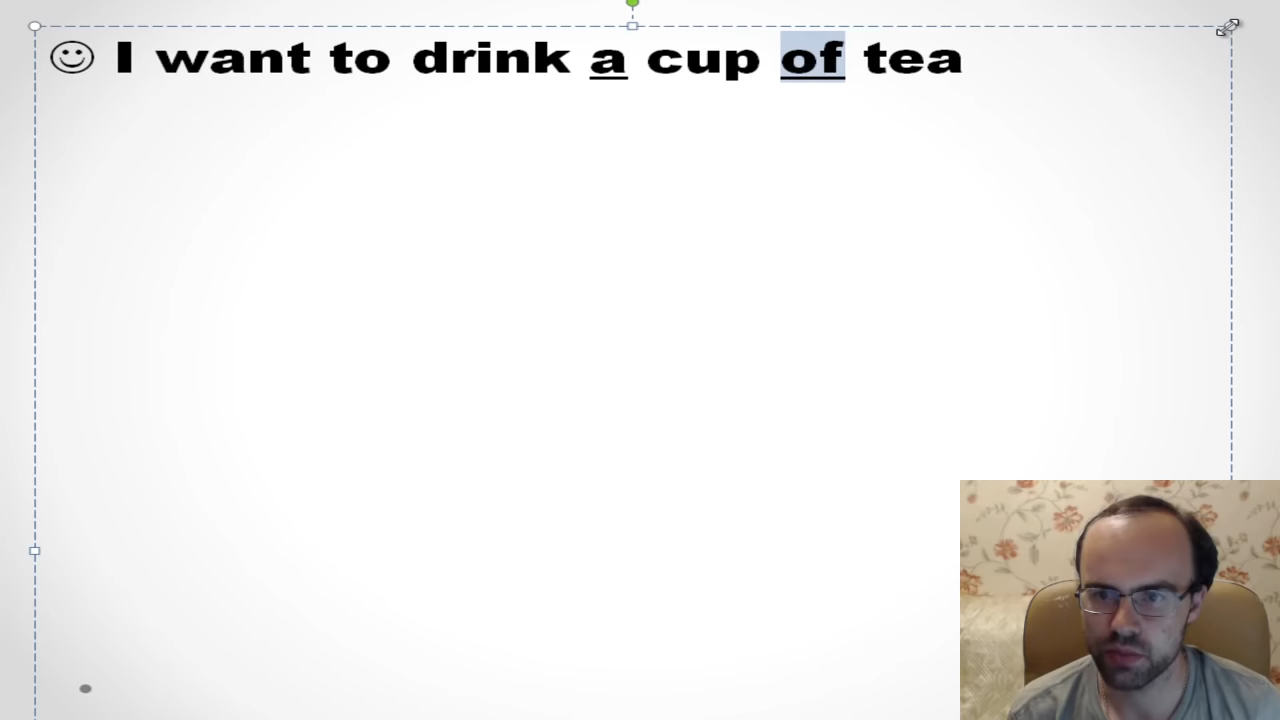 ☺ I want to drink a cup of tea